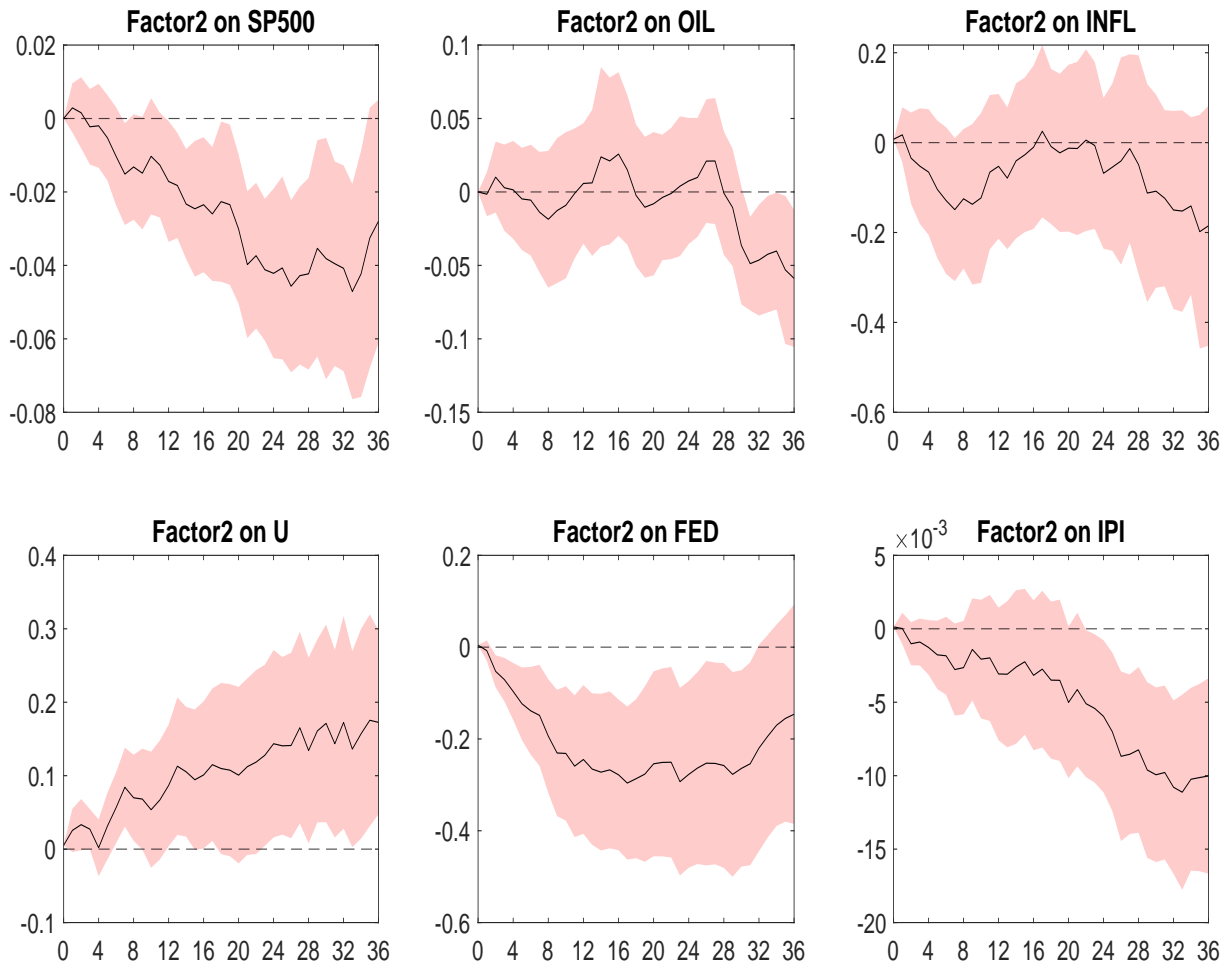 Factor2 on SP500
0.02
0
-0.02
-0.04
-0.06
-0.08
0 4 8 12 16 20 24 28 32 36
Factor2 on OIL
0.1
0.05
0
-0.05
-0.1
-0.15
0 4 8 12 16 20 24 28 32 36
Factor2 on INFL
0.2
0
-0.2
-0.4
-0.6
0 4 8 12 16 20 24 28 32 36
Factor2 on U
0.4
0.3
0.2
0.1
0
-0.1
0 4 8 12 16 20 24 28 32 36
Factor2 on FED
0.2
0
-0.2
-0.4
-0.6
0 4 8 12 16 20 24 28 32 36
Factor2 on IPI
×10-3
5
0
-5
-10
-15
-20
0 4 8 12 16 20 24 28 32 36